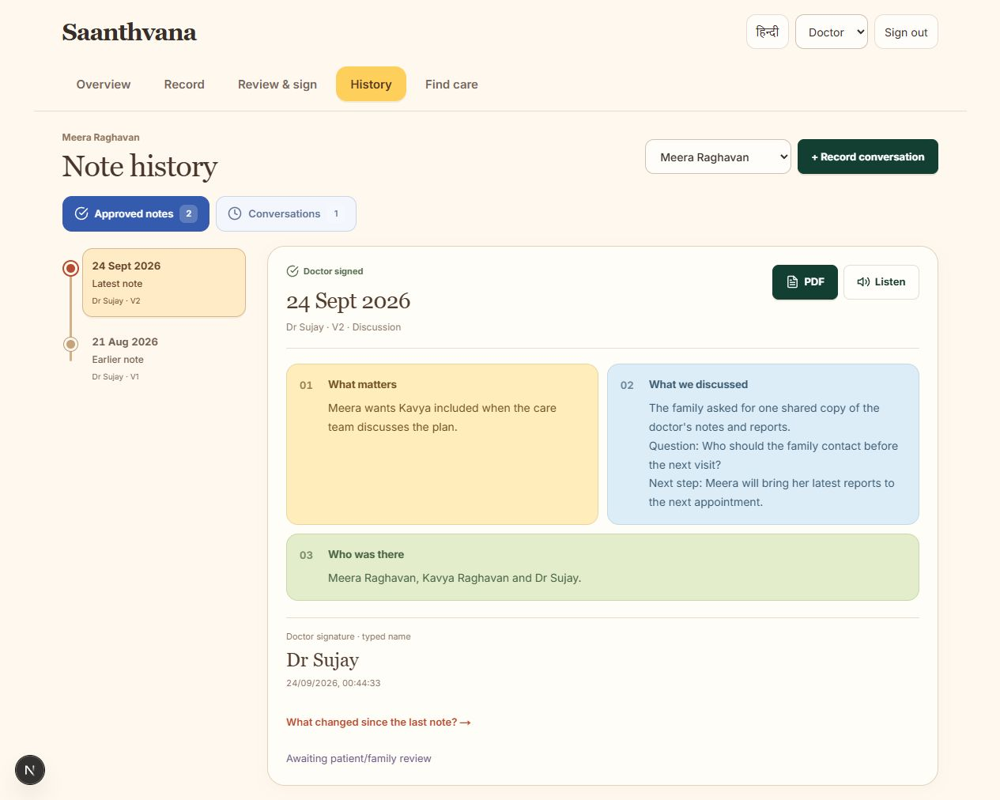 Saanthvana
हिन्दी
Doctor
Sign out
Overview
Record
Review & sign
History
Find care
Meera Raghavan
Note history
Meera Raghavan
+ Record conversation
Approved notes 2
Conversations 1
24 Sept 2026
Latest note
Dr Sujay · V2
21 Aug 2026
Earlier note
Dr Sujay · V1
Doctor signed
24 Sept 2026
Dr Sujay · V2 · Discussion
PDF
Listen
01 What matters
Meera wants Kavya included when the care
team discusses the plan.
02 What we discussed
The family asked for one shared copy of the
doctor's notes and reports.
Question: Who should the family contact before
the next visit?
Next step: Meera will bring her latest reports to
the next appointment.
03 Who was there
Meera Raghavan, Kavya Raghavan and Dr Sujay.
Doctor signature · typed name
Dr Sujay
24/09/2026, 00:44:33
What changed since the last note? →
Awaiting patient/family review
N